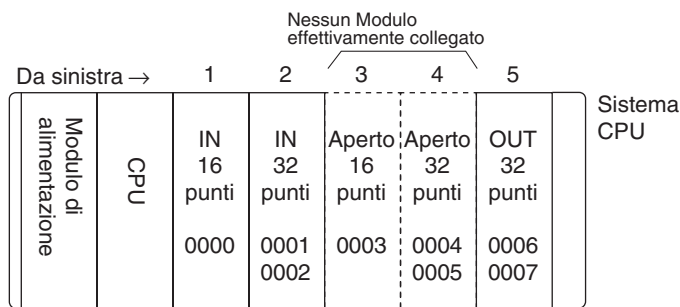 Nessun Modulo
effettivamente collegato
Da sinistra → 1 2 3 4 5
Sistema
CPU
Modulo di
alimentazione
CPU
IN
16
punti
0000
IN
32
punti
0001
0002
Aperto
16
punti
0003
Aperto
32
punti
0004
0005
OUT
32
punti
0006
0007